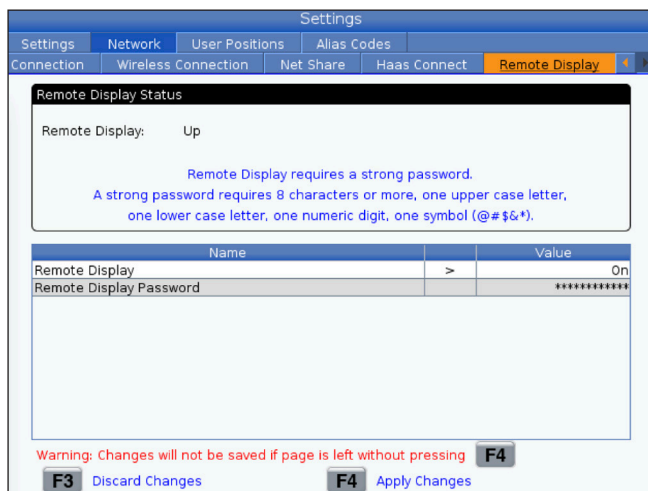 Settings
Settings Network User Positions Alias Codes
Connection Wireless Connection Net Share Haas Connect Remote Display
Remote Display Status
Remote Display: Up
Remote Display requires a strong password.
A strong password requires 8 characters or more, one upper case letter,
one lower case letter, one numeric digit, one symbol (@#$&*).
Name Value
Remote Display > On
Remote Display Password ************
Warning: Changes will not be saved if page is left without pressing F4
F3 Discard Changes F4 Apply Changes